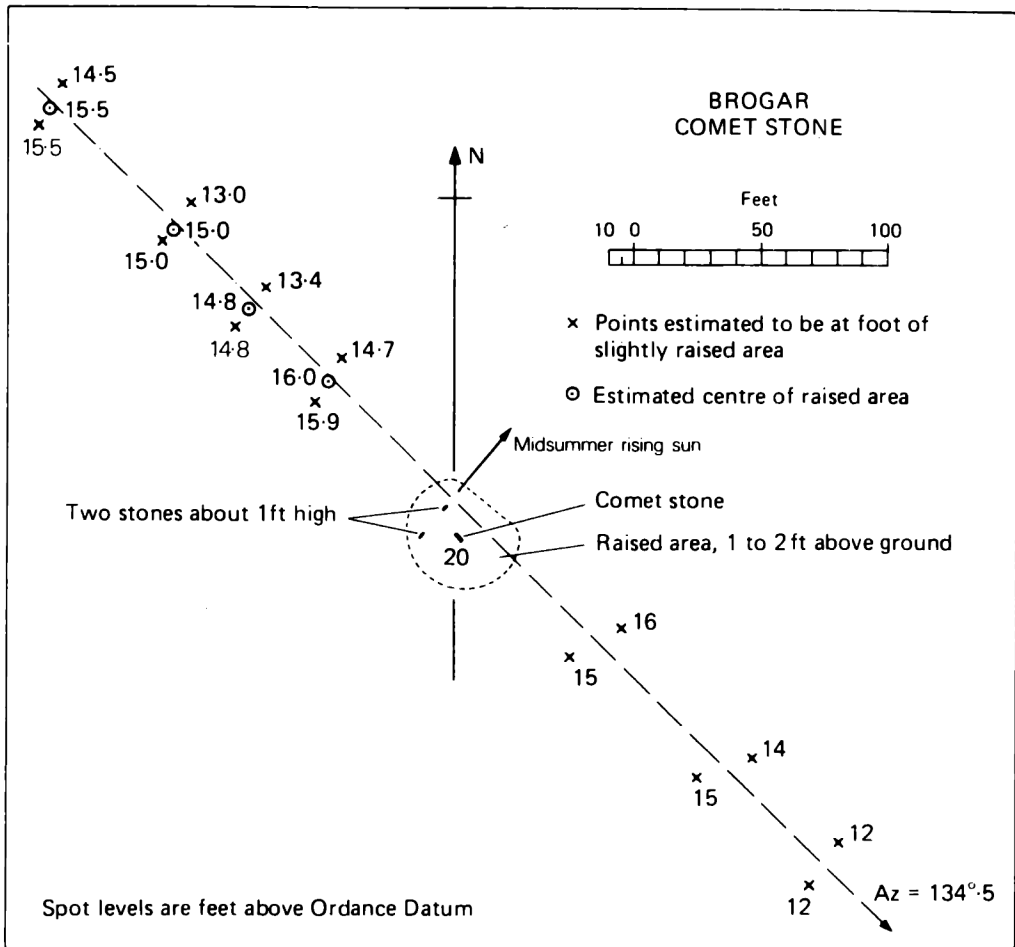 14·5
15·5
15·5
BROGAR
COMET STONE
N
13·0
15·0
15·0
Feet
10 0 50 100
13·4
14·8
14·8
× Points estimated to be at foot of
slightly raised area
14·7
16·0
15·9
⊙ Estimated centre of raised area
Midsummer rising sun
Two stones about 1ft high
Comet stone
20
Raised area, 1 to 2ft above ground
16
15
14
15
12
12
Az = 134°·5
Spot levels are feet above Ordance Datum